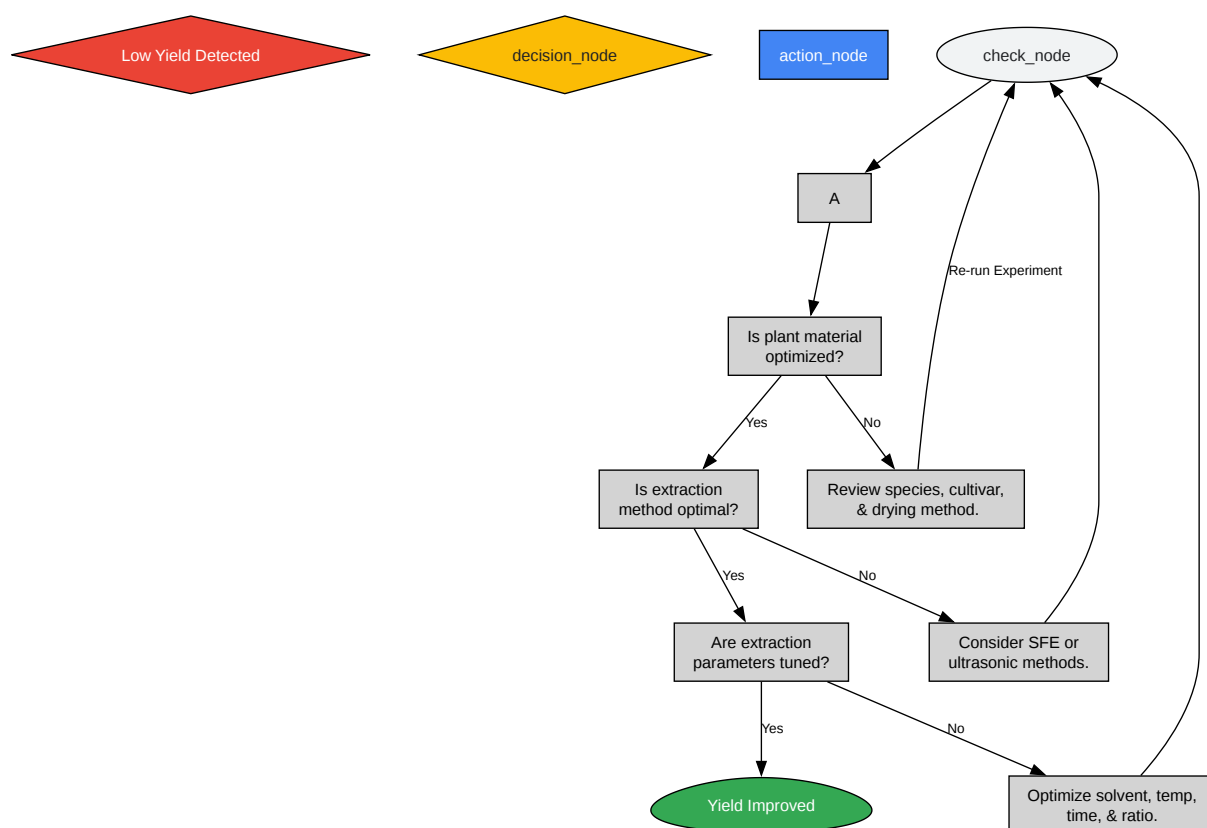 Low Yield Detected
decision_node
action_node
check_node
A
Re-run Experiment
Is plant material
optimized?
Yes
No
Is extraction
method optimal?
Review species, cultivar,
& drying method.
Yes
No
Are extraction
parameters tuned?
Consider SFE or
ultrasonic methods.
Yes
No
Yield Improved
Optimize solvent, temp,
time, & ratio.